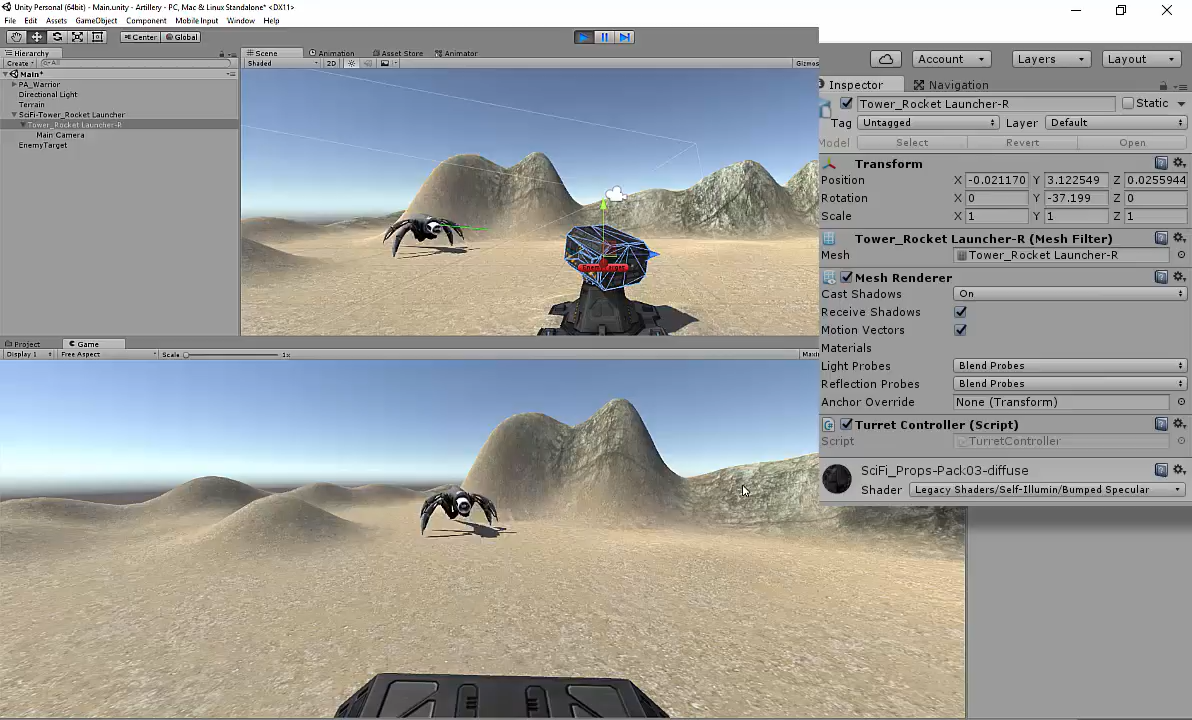 Unity Personal (64bit) - Main.unity - Artillery - PC, Mac & Linux Standalone* <DX11>
File Edit Assets GameObject Component Mobile Input Window Help
Center Global
Account Layers Layout
Hierarchy
Create All
Main*
PA_Warrior
Directional Light
Terrain
SciFi-Tower_Rocket Launcher
Tower_Rocket Launcher-R
Main Camera
EnemyTarget
Scene Animation Asset Store Animator
Shaded 2D Gizmos
Project Game
Display 1 Free Aspect Scale 1x Maxi
Inspector Navigation
Tower_Rocket Launcher-R Static
Tag Untagged Layer Default
Model Select Revert Open
Transform
Position X -0.021170 Y 3.122549 Z 0.0255944
Rotation X 0 Y -37.199 Z 0
Scale X 1 Y 1 Z 1
Tower_Rocket Launcher-R (Mesh Filter)
Mesh Tower_Rocket Launcher-R
Mesh Renderer
Cast Shadows On
Receive Shadows
Motion Vectors
Materials
Light Probes Blend Probes
Reflection Probes Blend Probes
Anchor Override None (Transform)
Turret Controller (Script)
Script TurretController
SciFi_Props-Pack03-diffuse
Shader Legacy Shaders/Self-Illumin/Bumped Specular